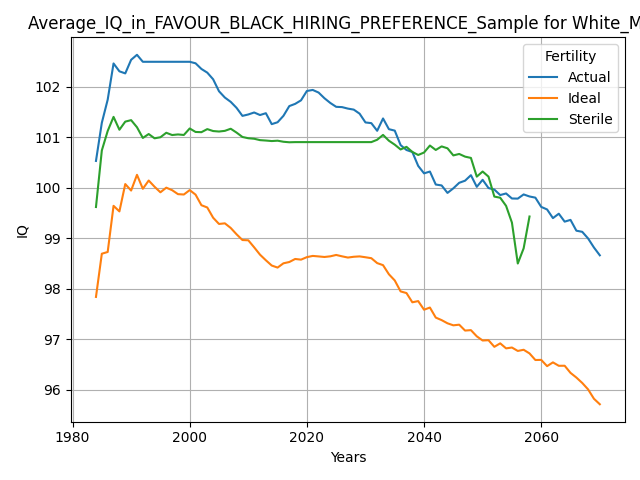 Average_IQ_in_FAVOUR_BLACK_HIRING_PREFERENCE_Sample for White_M
Fertility
Actual
Ideal
Sterile
102
101
100
99
98
97
96
IQ
1980
2000
2020
2040
2060
Years